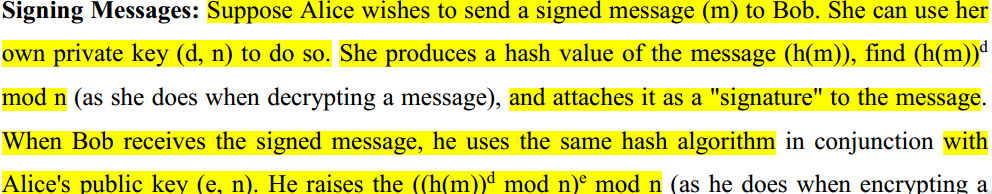 Signing Messages: Suppose Alice wishes to send a signed message (m) to Bob. She can use her
own private key (d, n) to do so. She produces a hash value of the message (h(m)), find (h(m))ᵈ
mod n (as she does when decrypting a message), and attaches it as a "signature" to the message.
When Bob receives the signed message, he uses the same hash algorithm in conjunction with
Alice's public key (e, n). He raises the ((h(m))ᵈ mod n)ᵉ mod n (as he does when encrypting a